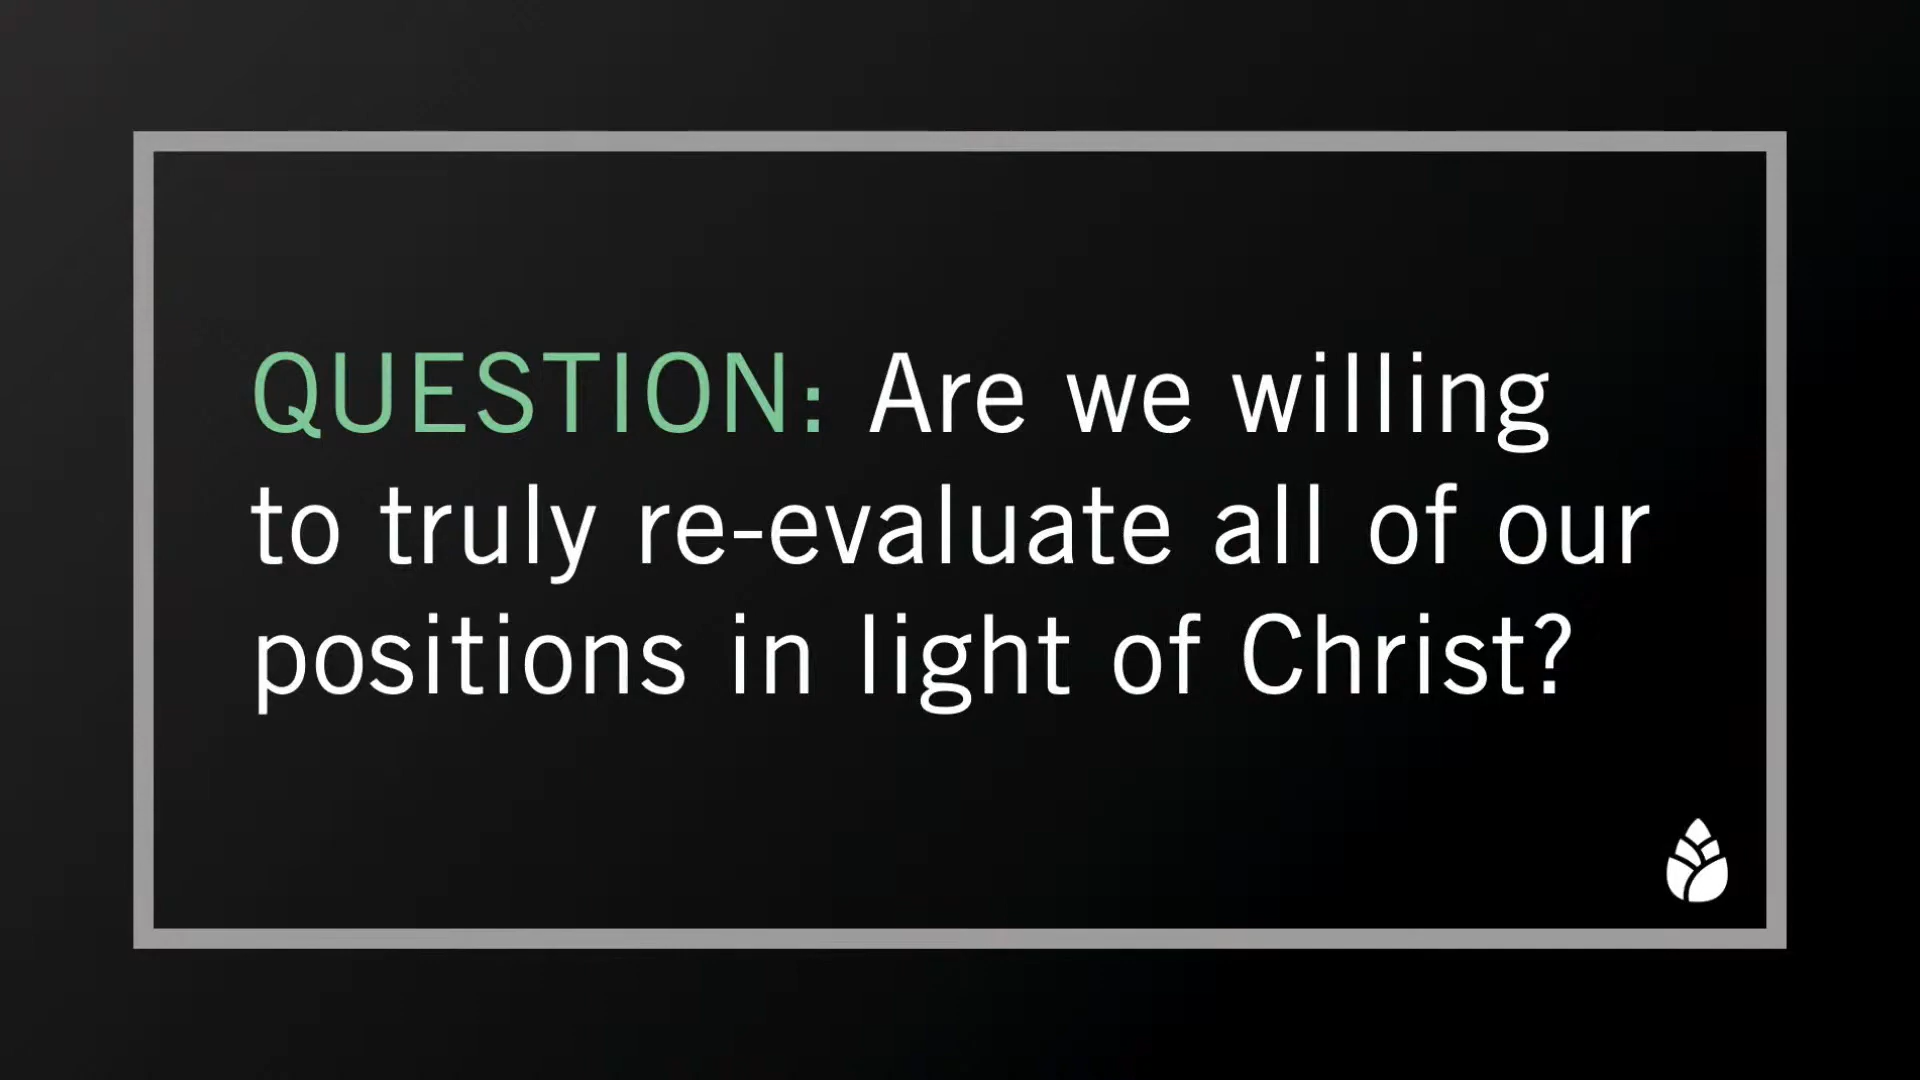 QUESTION: Are we willing
to truly re-evaluate all of our
positions in light of Christ?